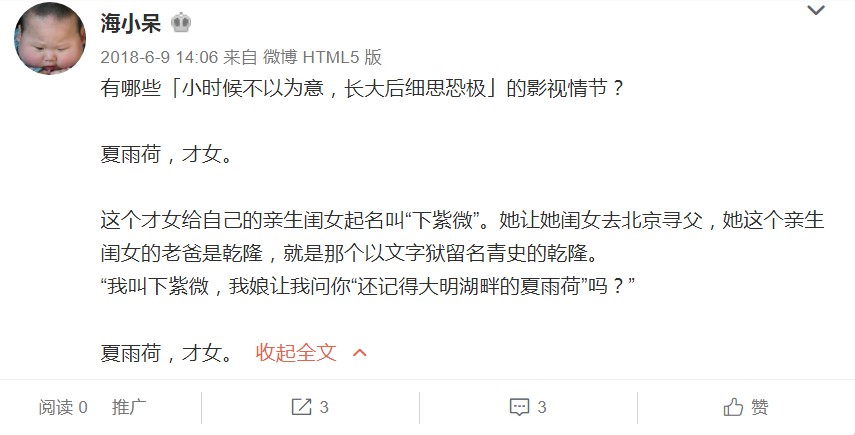 海小呆
2018-6-9 14:06 来自 微博 HTML5 版
有哪些「小时候不以为意，长大后细思恐极」的影视情节？
夏雨荷，才女。
这个才女给自己的亲生闺女起名叫“下紫微”。她让她闺女去北京寻父，她这个亲生
闺女的老爸是乾隆，就是那个以文字狱留名青史的乾隆。
“我叫下紫微，我娘让我问你“还记得大明湖畔的夏雨荷”吗？”
夏雨荷，才女。 收起全文
阅读 0 推广 3 3 赞